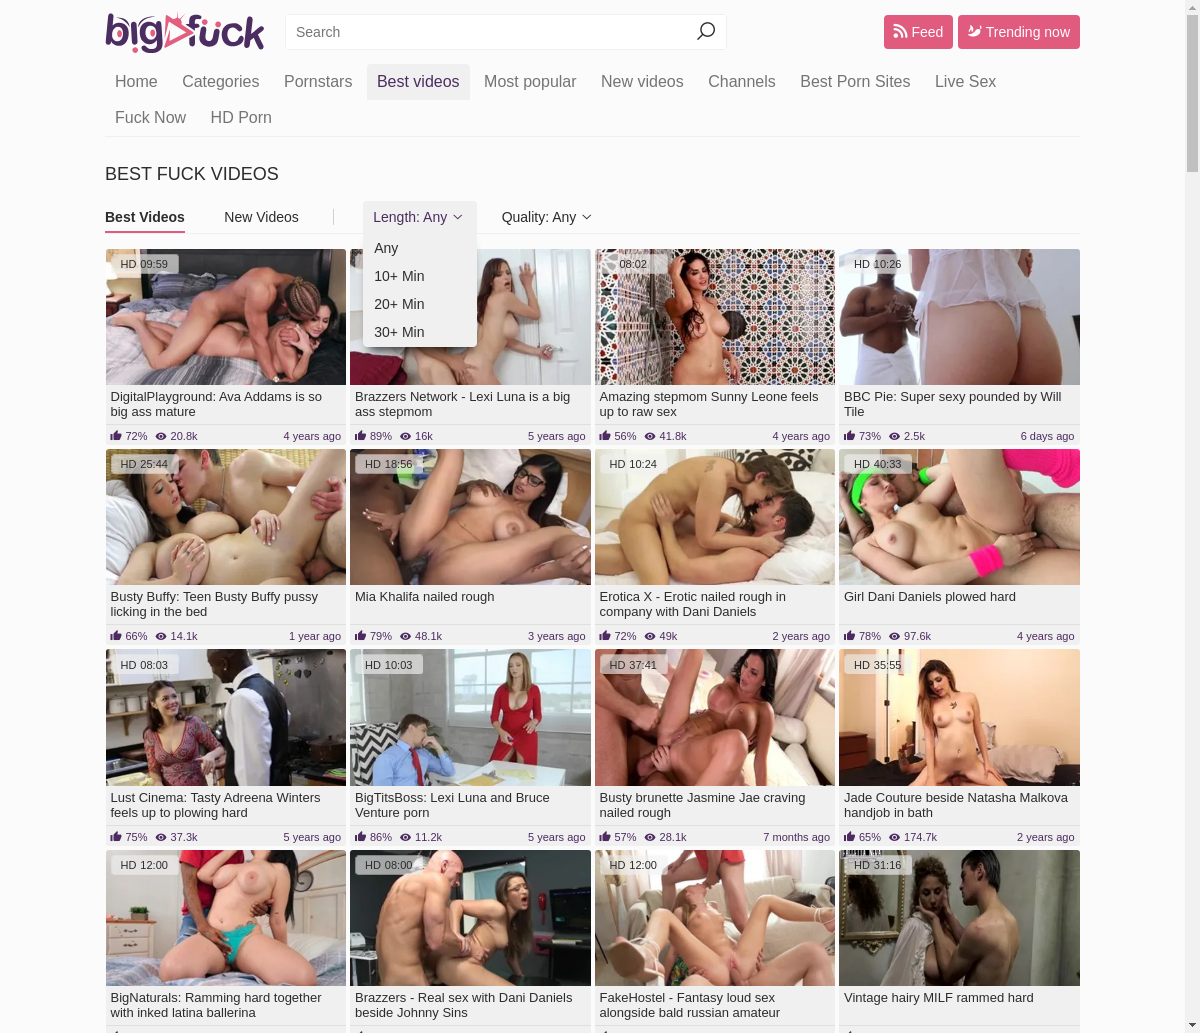 bigfuck
Search
Feed
Trending now
Home Categories Pornstars Best videos Most popular New videos Channels Best Porn Sites Live Sex
Fuck Now HD Porn
BEST FUCK VIDEOS
Best Videos New Videos Length: Any Quality: Any
Any
10+ Min
20+ Min
30+ Min
HD 09:59
DigitalPlayground: Ava Addams is so
big ass mature
72% 20.8k 4 years ago
Brazzers Network - Lexi Luna is a big
ass stepmom
89% 16k 5 years ago
08:02
Amazing stepmom Sunny Leone feels
up to raw sex
56% 41.8k 4 years ago
HD 10:26
BBC Pie: Super sexy pounded by Will
Tile
73% 2.5k 6 days ago
HD 25:44
Busty Buffy: Teen Busty Buffy pussy
licking in the bed
66% 14.1k 1 year ago
HD 18:56
Mia Khalifa nailed rough
79% 48.1k 3 years ago
HD 10:24
Erotica X - Erotic nailed rough in
company with Dani Daniels
72% 49k 2 years ago
HD 40:33
Girl Dani Daniels plowed hard
78% 97.6k 4 years ago
HD 08:03
Lust Cinema: Tasty Adreena Winters
feels up to plowing hard
75% 37.3k 5 years ago
HD 10:03
BigTitsBoss: Lexi Luna and Bruce
Venture porn
86% 11.2k 5 years ago
HD 37:41
Busty brunette Jasmine Jae craving
nailed rough
57% 28.1k 7 months ago
HD 35:55
Jade Couture beside Natasha Malkova
handjob in bath
65% 174.7k 2 years ago
HD 12:00
BigNaturals: Ramming hard together
with inked latina ballerina
HD 08:00
Brazzers - Real sex with Dani Daniels
beside Johnny Sins
HD 12:00
FakeHostel - Fantasy loud sex
alongside bald russian amateur
HD 31:16
Vintage hairy MILF rammed hard